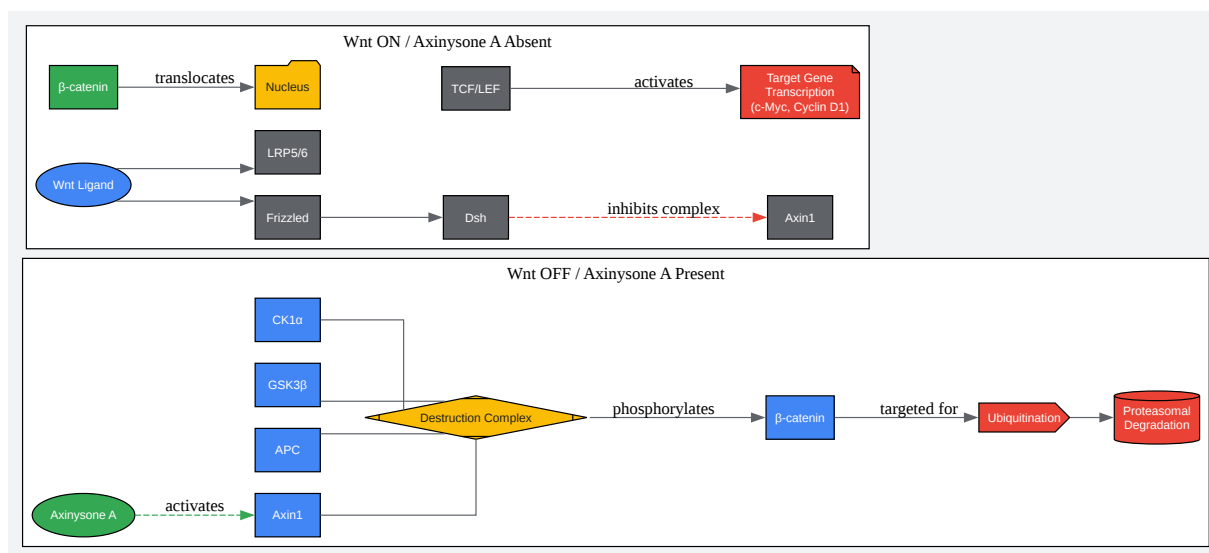 Wnt ON / Axinysone A Absent
β-catenin
translocates
Nucleus
TCF/LEF
activates
Target Gene
Transcription
(c-Myc, Cyclin D1)
LRP5/6
Wnt Ligand
Frizzled
Dsh
inhibits complex
Axin1
Wnt OFF / Axinysone A Present
CK1α
GSK3β
Destruction Complex
phosphorylates
β-catenin
targeted for
Ubiquitination
Proteasomal
Degradation
APC
Axinysone A
activates
Axin1